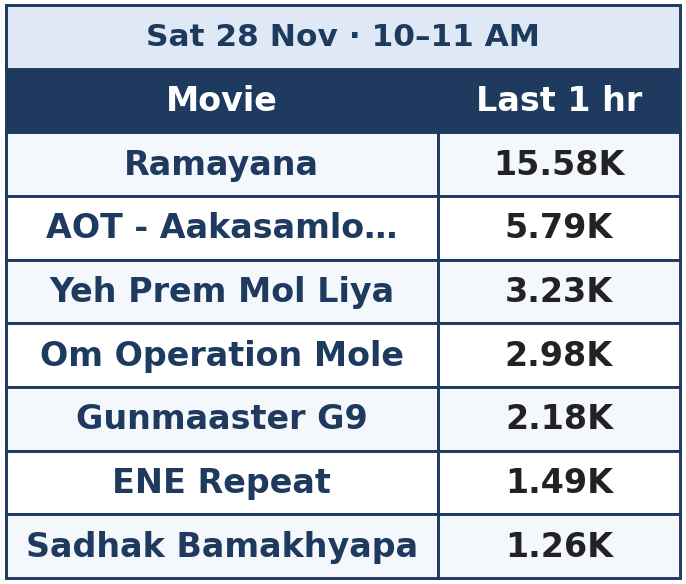 Sat 28 Nov · 10–11 AM
Movie Last 1 hr
Ramayana 15.58K
AOT - Aakasamlo... 5.79K
Yeh Prem Mol Liya 3.23K
Om Operation Mole 2.98K
Gunmaaster G9 2.18K
ENE Repeat 1.49K
Sadhak Bamakhyapa 1.26K